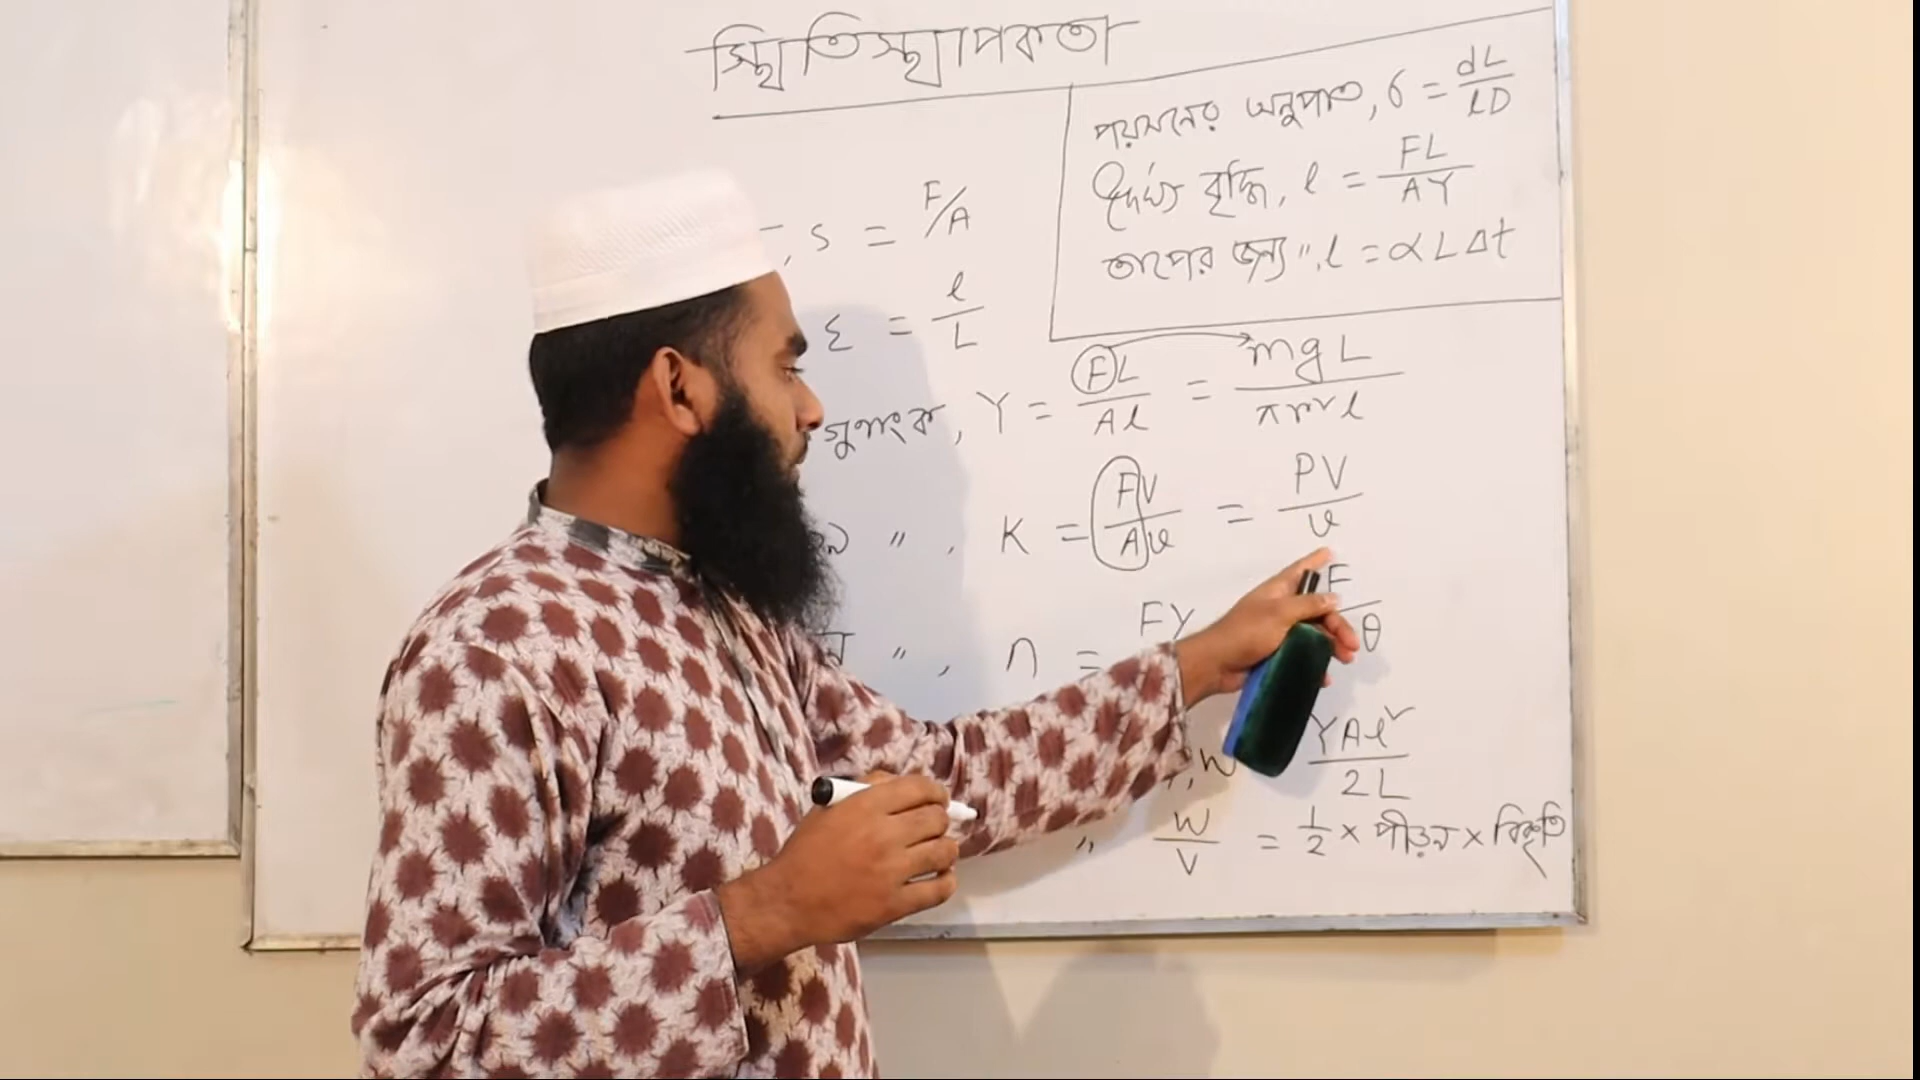 স্থিতিস্থাপকতা
পয়সনের অনুপাত, σ = dL/lD
দৈর্ঘ্য বৃদ্ধি, l = FL/AY
তাপের জন্য ", l = αLΔt
, S = F/A
ε = l/L
গুণাংক, Y = FL/Al = mgL/πr²l
" , K = FV/Av = PV/v
" , n = FY F/θ
, W YAl²/2L
" W/V = 1/2 × পীড়ন × বিকৃতি